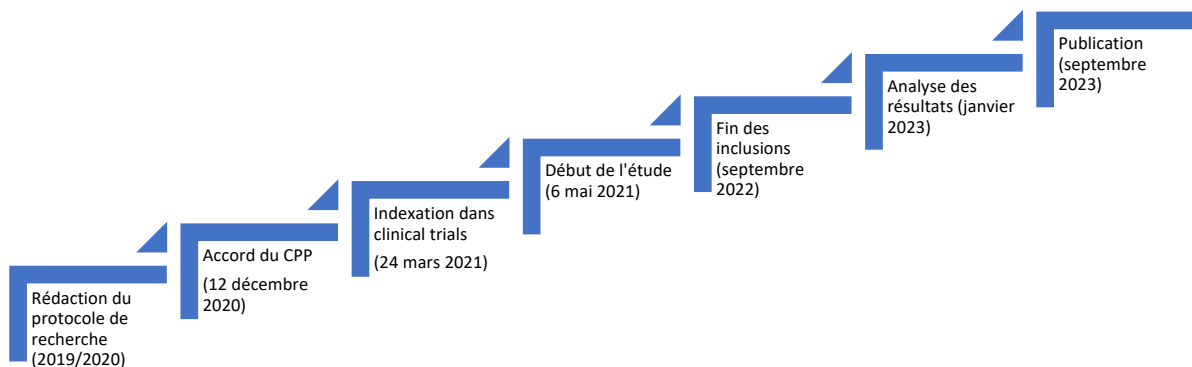 Rédaction du
protocole de
recherche
(2019/2020)
Accord du CPP
(12 décembre
2020)
Indexation dans
clinical trials
(24 mars 2021)
Début de l'étude
(6 mai 2021)
Fin des
inclusions
(septembre
2022)
Analyse des
résultats (janvier
2023)
Publication
(septembre
2023)